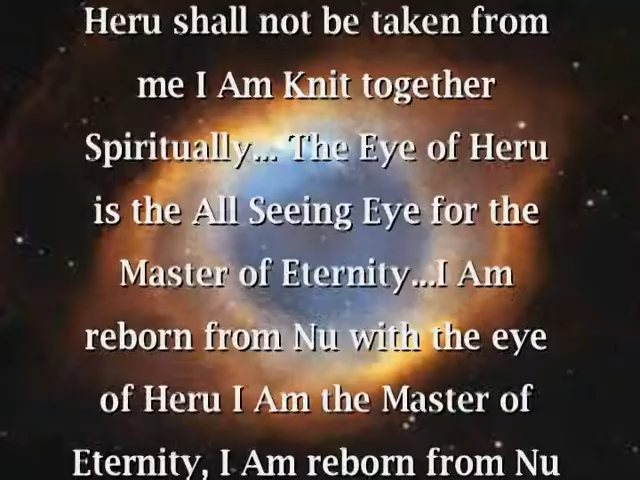 Heru shall not be taken from
me I Am Knit together
Spiritually... The Eye of Heru
is the All Seeing Eye for the
Master of Eternity...I Am
reborn from Nu with the eye
of Heru I Am the Master of
Eternity, I Am reborn from Nu